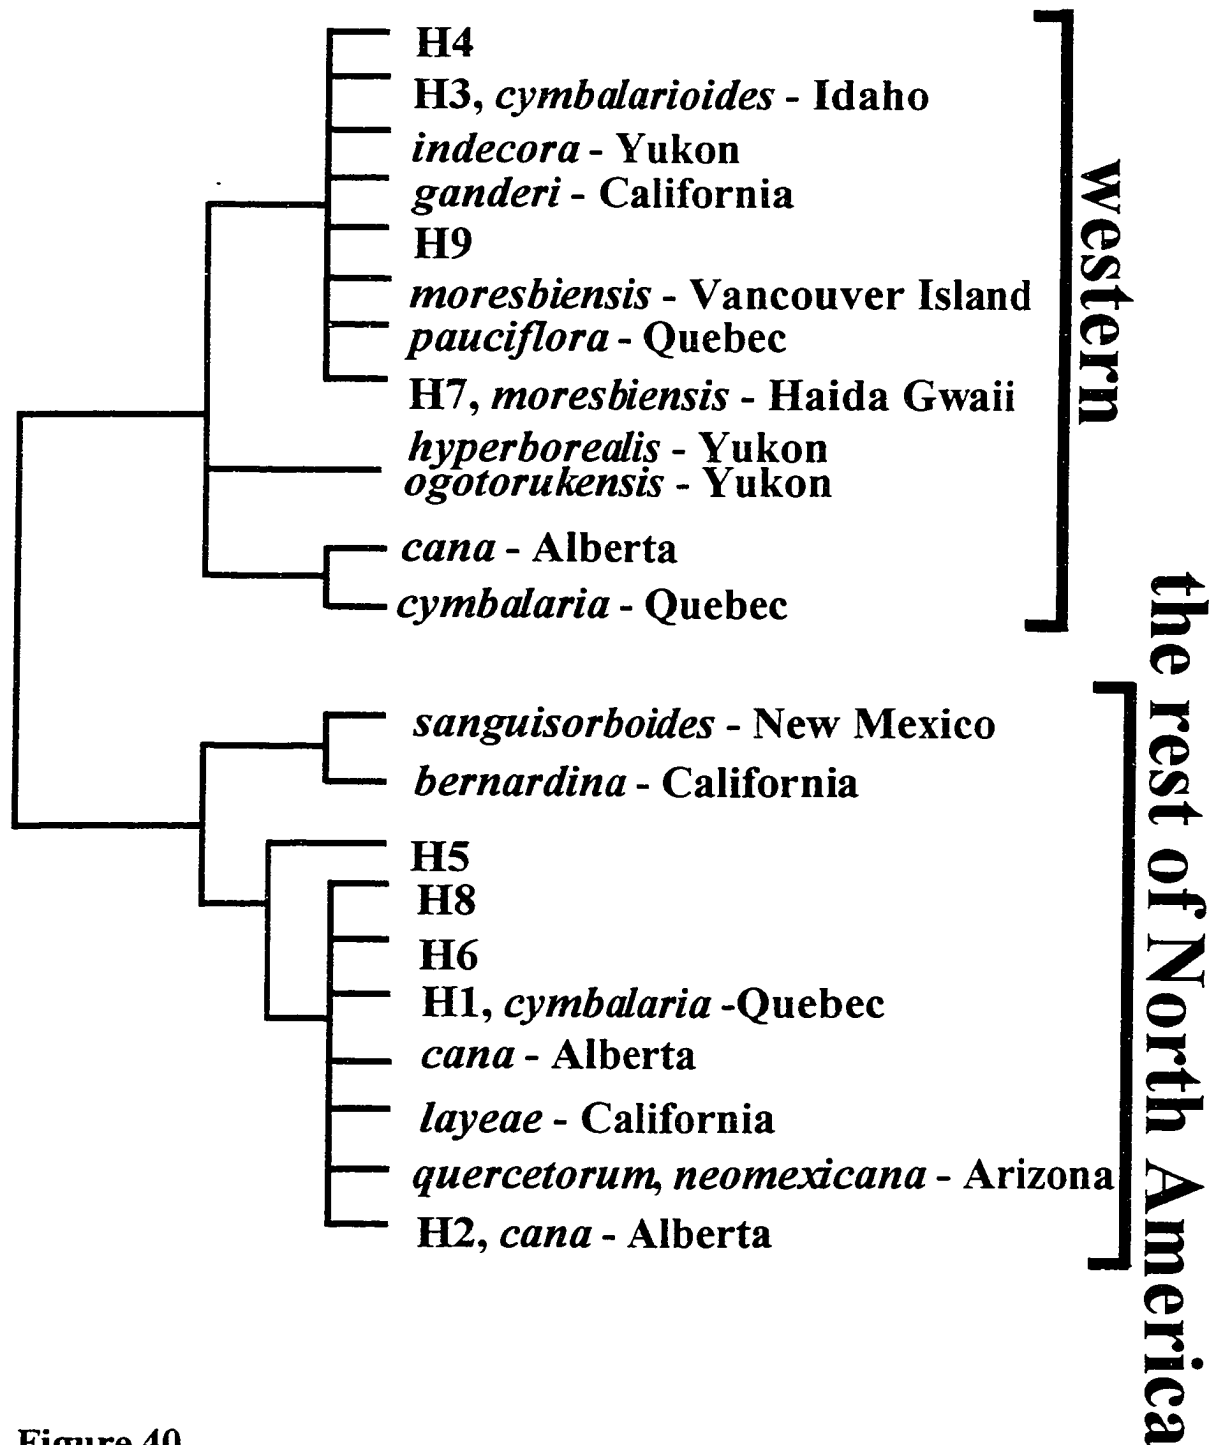 H4
H3, cymbalarioides - Idaho
indecora - Yukon
ganderi - California
H9
moresbiensis - Vancouver Island
pauciflora - Quebec
H7, moresbiensis - Haida Gwaii
hyperborealis - Yukon
ogotorukensis - Yukon
cana - Alberta
cymbalaria - Quebec
western
sanguisorboides - New Mexico
bernardina - California
H5
H8
H6
H1, cymbalaria -Quebec
cana - Alberta
layeae - California
quercetorum, neomexicana - Arizona
H2, cana - Alberta
the rest of North America
Figure 40